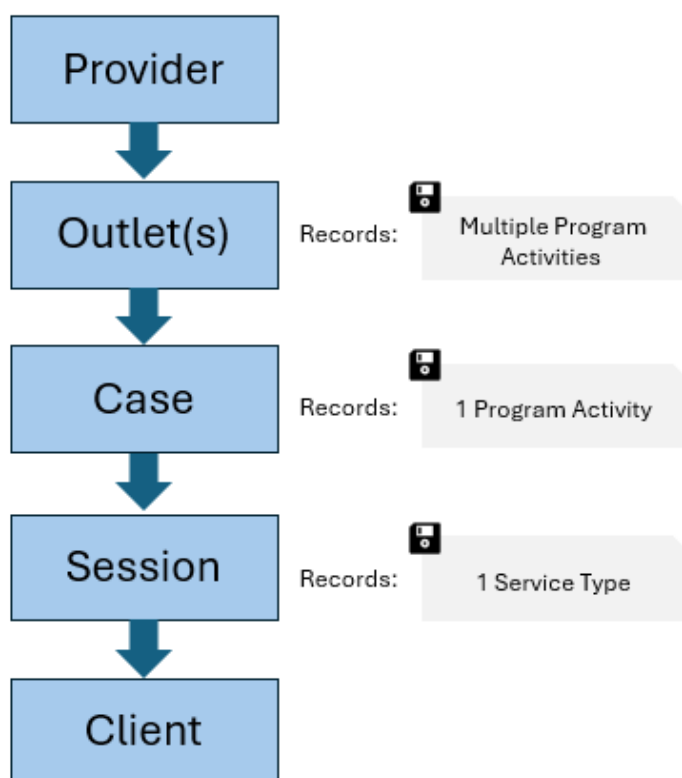 Provider
Outlet(s)
Records:
Multiple Program
Activities
Case
Records:
1 Program Activity
Session
Records:
1 Service Type
Client